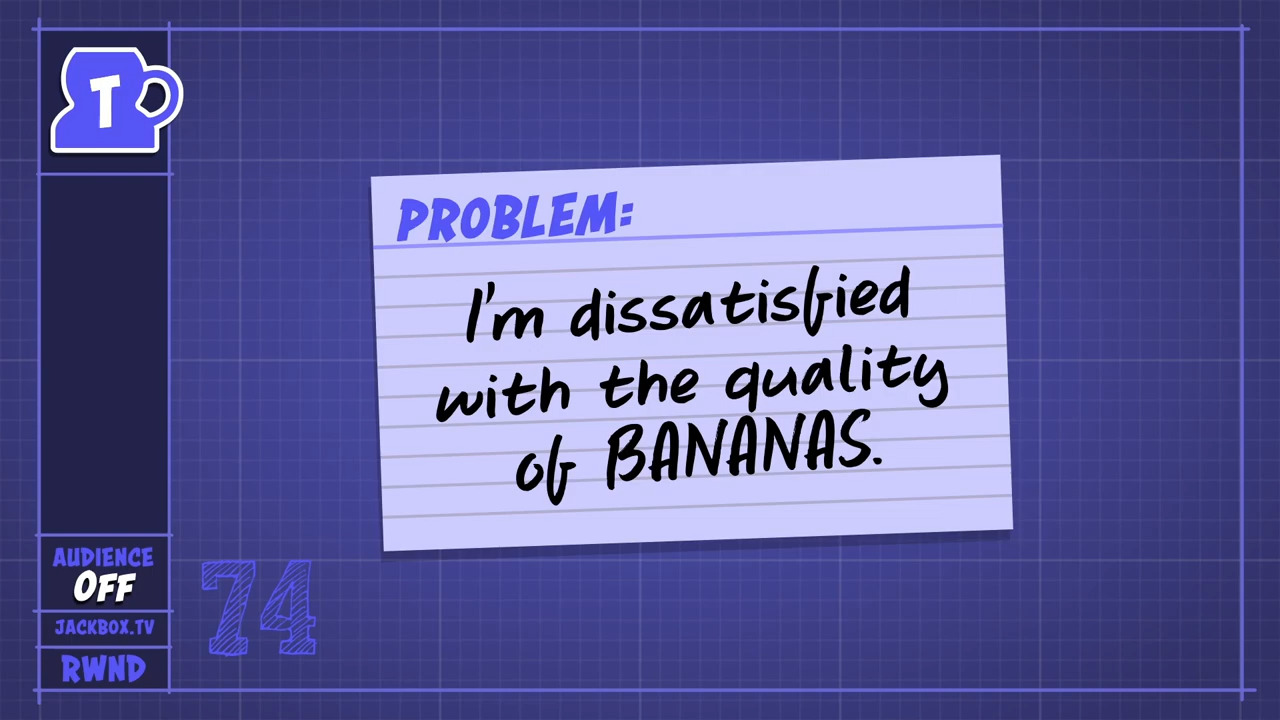 T
PROBLEM:
I'm dissatisfied
with the quality
of BANANAS.
AUDIENCE
OFF
JACKBOX.TV
RWND
74